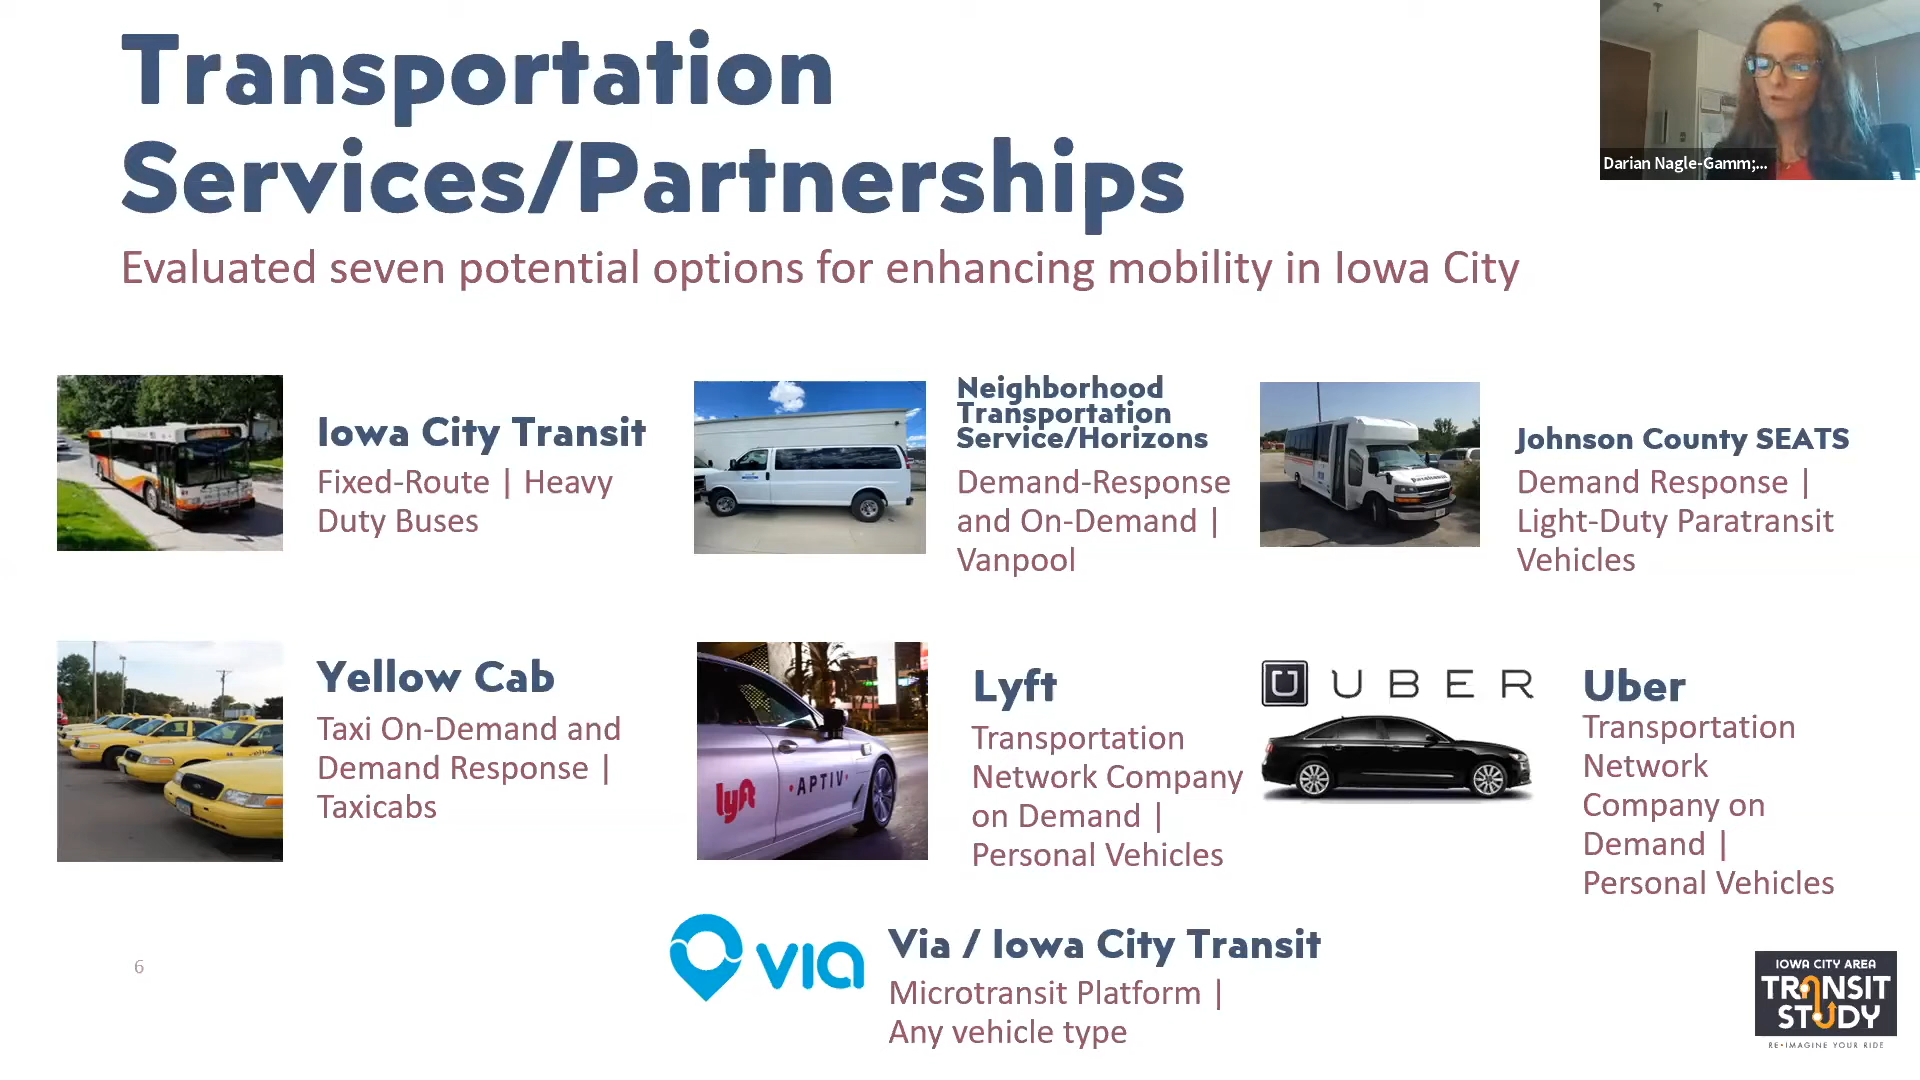 Transportation
Services/Partnerships
Evaluated seven potential options for enhancing mobility in Iowa City
Darian Nagle-Gamm;...
Iowa City Transit
Fixed-Route | Heavy
Duty Buses
Neighborhood
Transportation
Service/Horizons
Demand-Response
and On-Demand |
Vanpool
Johnson County SEATS
Demand Response |
Light-Duty Paratransit
Vehicles
Yellow Cab
Taxi On-Demand and
Demand Response |
Taxicabs
lyft
APTIV
Lyft
Transportation
Network Company
on Demand |
Personal Vehicles
U UBER
Uber
Transportation
Network
Company on
Demand |
Personal Vehicles
via
Via / Iowa City Transit
Microtransit Platform |
Any vehicle type
6
IOWA CITY AREA
TRANSIT
STUDY
RE•IMAGINE YOUR RIDE